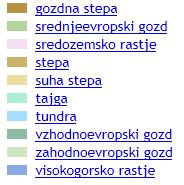 gozdna stepa
srednjeevropski gozd
sredozemsko rastje
stepa
suha stepa
tajga
tundra
vzhodnoevropski gozd
zahodnoevropski gozd
visokogorsko rastje